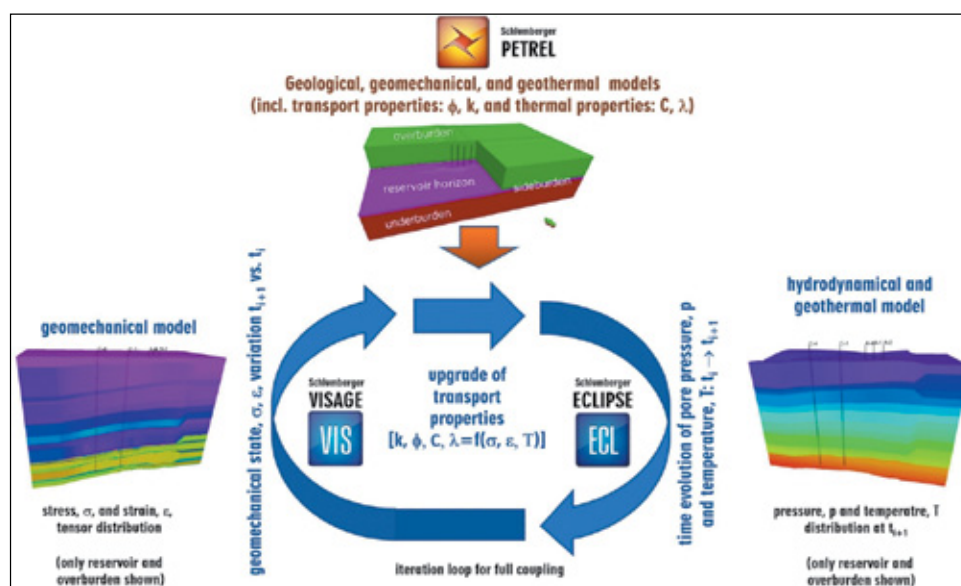 Schlumberger
PETREL
Geological, geomechanical, and geothermal models
(incl. transport properties: ϕ, k, and thermal properties: C, λ)
overburden
reservoir horizon
sideburden
underburden
geomechanical model
stress, σ, and strain, ε,
tensor distribution
(only reservoir and
overburden shown)
geomechanical state, σ, ε, variation tᵢ₊₁ vs. tᵢ
Schlumberger
VISAGE
VIS
upgrade of
transport
properties
[k, ϕ, C, λ=f(σ, ε, T)]
Schlumberger
ECLIPSE
ECL
iteration loop for full coupling
time evolution of pore pressure, p
and temperature, T: tᵢ → tᵢ₊₁
hydrodynamical and
geothermal model
pressure, p and temperatre, T
distribution at tᵢ₊₁
(only reservoir and
overburden shown)